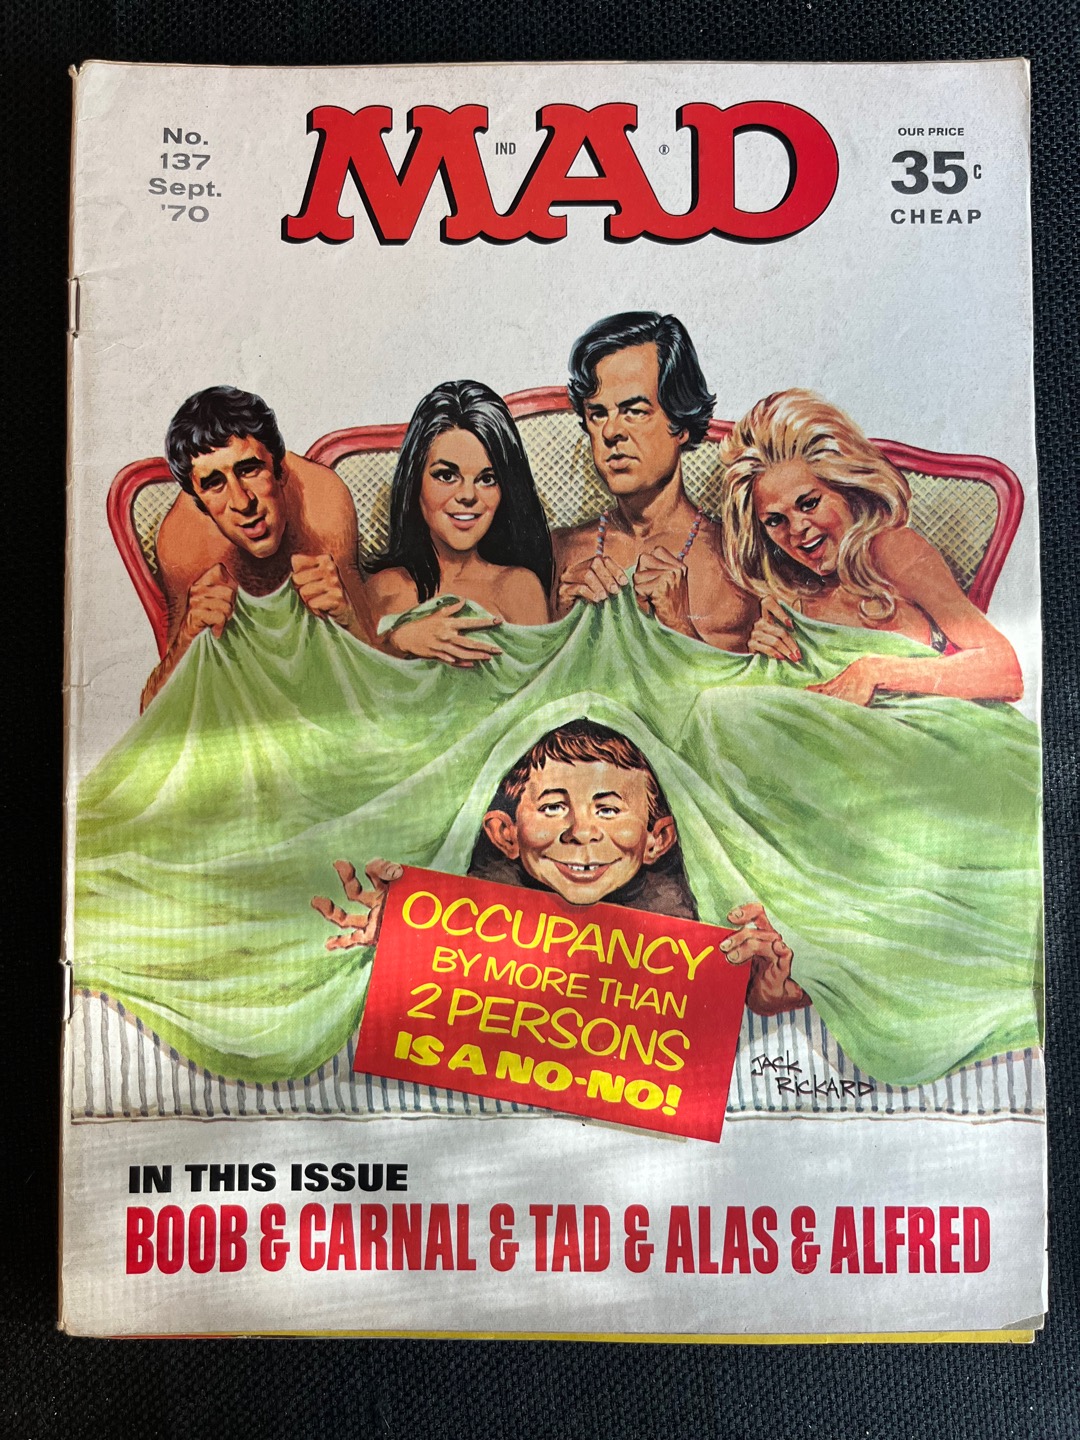 No.
137
Sept.
'70
MAD
IND
®
OUR PRICE
35c
CHEAP
OCCUPANCY
BY MORE THAN
2 PERSONS
IS A NO-NO!
JACK
RICKARD
IN THIS ISSUE
BOOB & CARNAL & TAD & ALAS & ALFRED